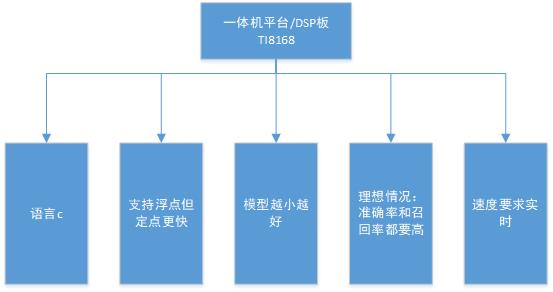 一体机平台/DSP板
TI8168
语言c
支持浮点但
定点更快
模型越小越
好
理想情况：
准确率和召
回率都要高
速度要求实
时